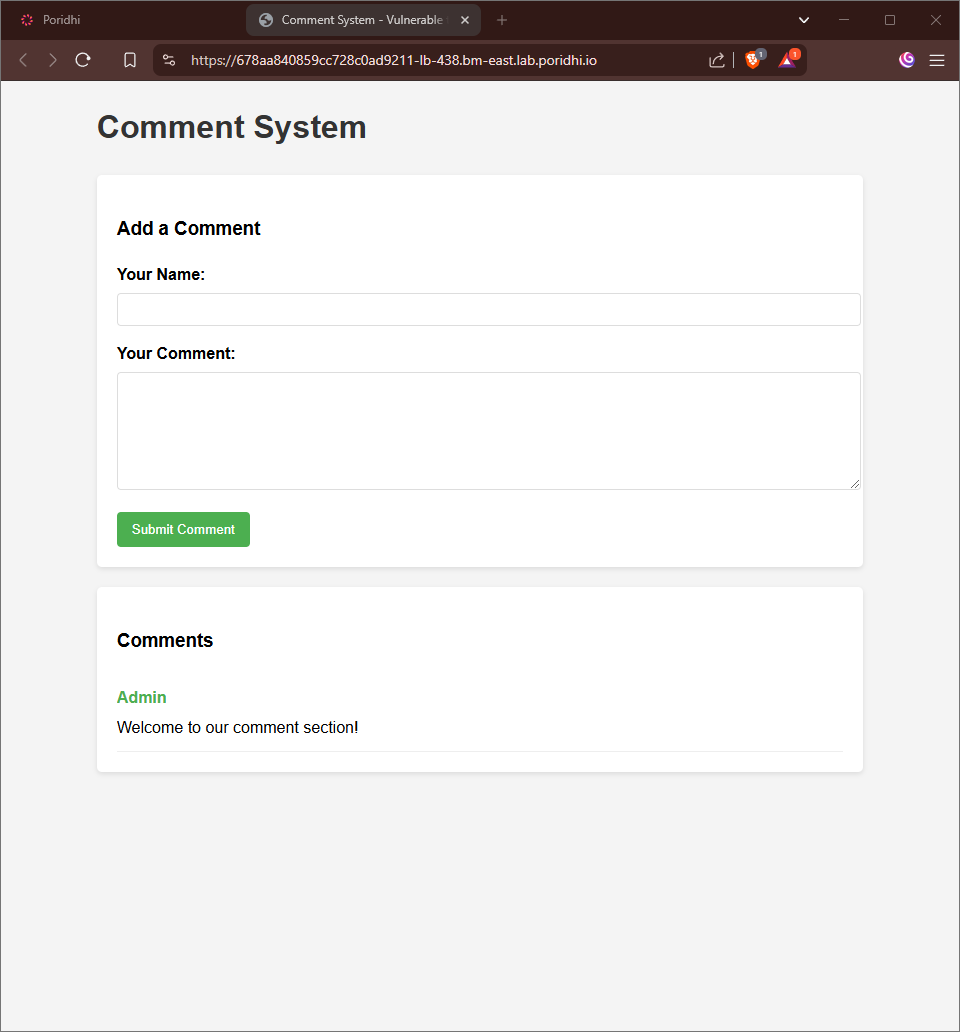 Poridhi
Comment System - Vulnerable
https://678aa840859cc728c0ad9211-lb-438.bm-east.lab.poridhi.io
1
1
Comment System
Add a Comment
Your Name:
Your Comment:
Submit Comment
Comments
Admin
Welcome to our comment section!